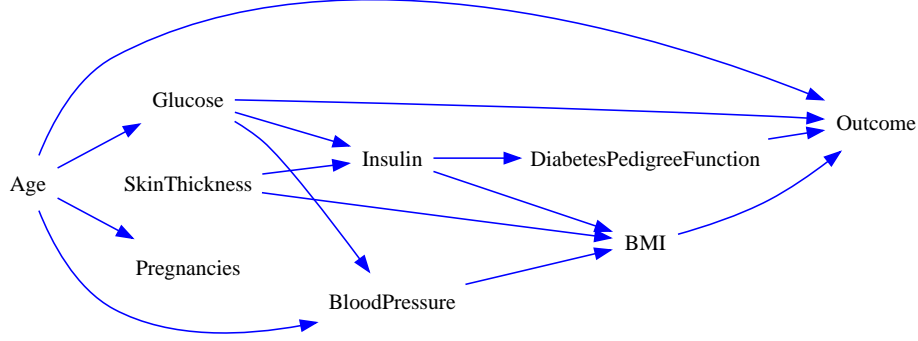 Glucose
Outcome
Insulin
DiabetesPedigreeFunction
Age
SkinThickness
BMI
Pregnancies
BloodPressure